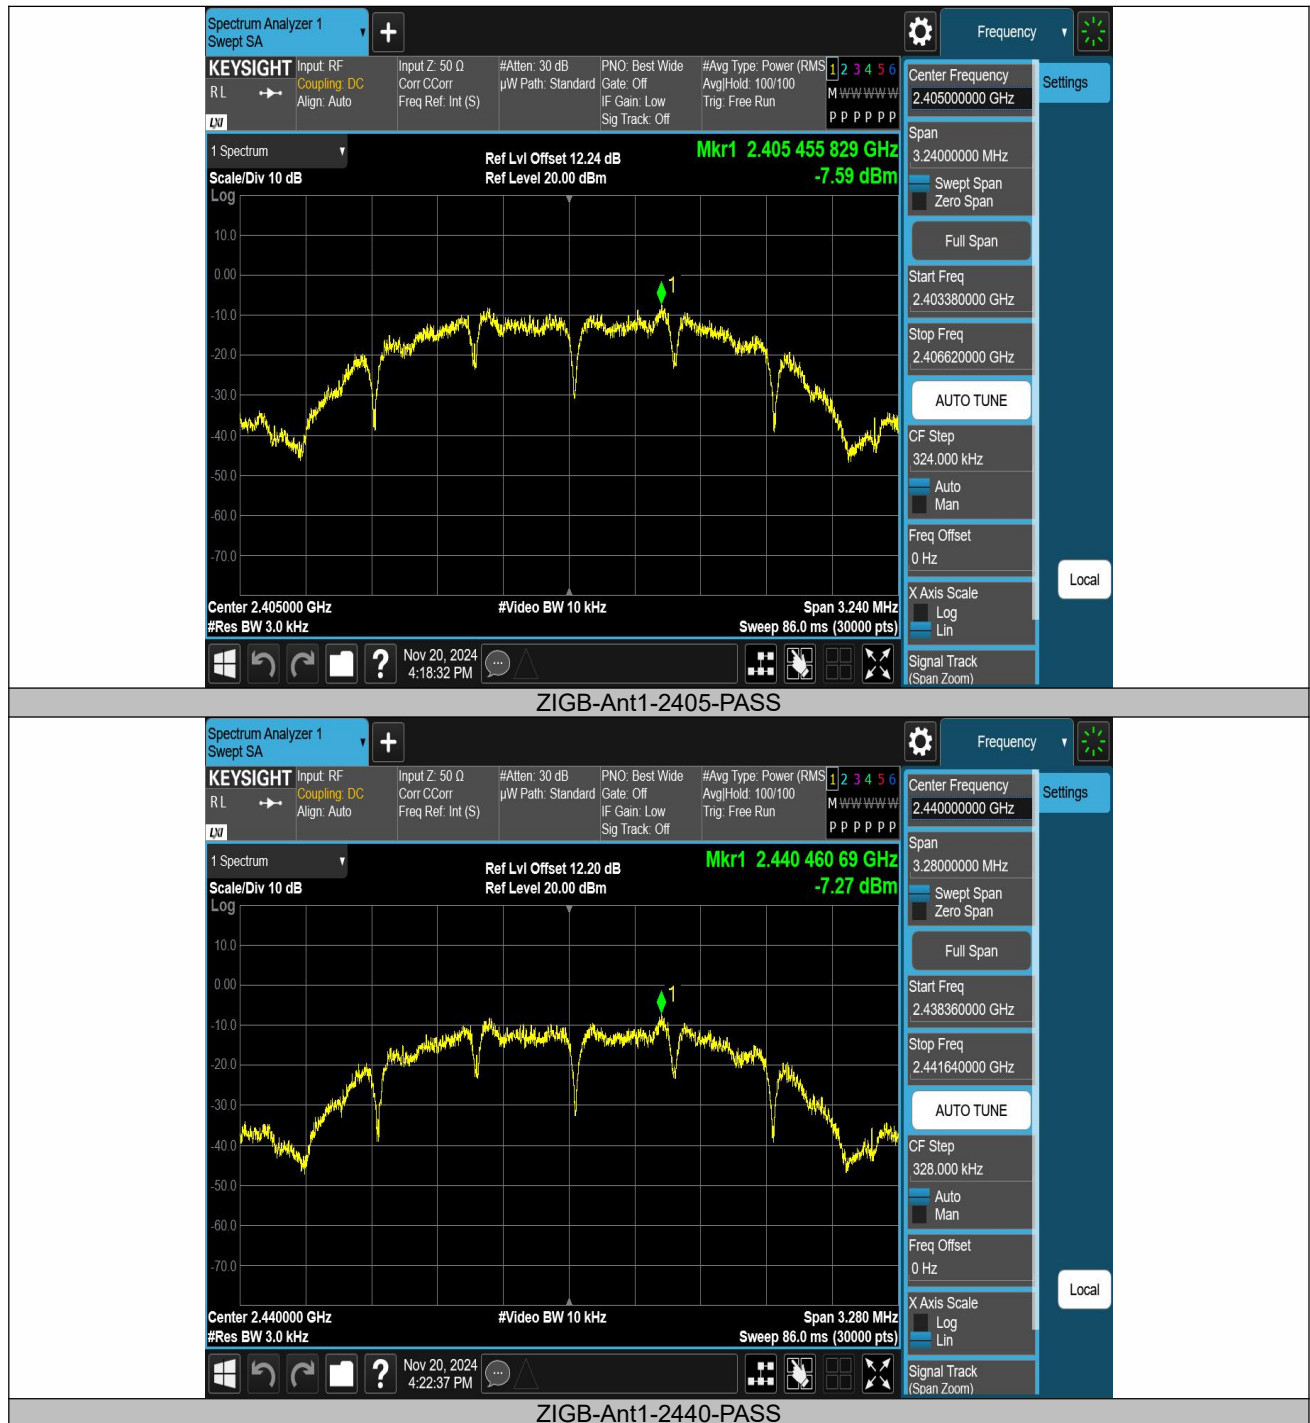 Spectrum Analyzer 1
Swept SA
+
Frequency
KEYSIGHT
RL
LXI
Input: RF
Coupling: DC
Align: Auto
Input Z: 50 Ω
Corr CCorr
Freq Ref: Int (S)
#Atten: 30 dB
µW Path: Standard
PNO: Best Wide
Gate: Off
IF Gain: Low
Sig Track: Off
#Avg Type: Power (RMS
Avg|Hold: 100/100
Trig: Free Run
1 2 3 4 5 6
M W W W W W
P P P P P P
1 Spectrum
Scale/Div 10 dB
Ref Lvl Offset 12.24 dB
Ref Level 20.00 dBm
Mkr1 2.405 455 829 GHz
-7.59 dBm
Log
10.0
0.00
-10.0
-20.0
-30.0
-40.0
-50.0
-60.0
-70.0
1
Center 2.405000 GHz
#Res BW 3.0 kHz
#Video BW 10 kHz
Span 3.240 MHz
Sweep 86.0 ms (30000 pts)
Center Frequency
2.405000000 GHz
Settings
Span
3.24000000 MHz
Swept Span
Zero Span
Full Span
Start Freq
2.403380000 GHz
Stop Freq
2.406620000 GHz
AUTO TUNE
CF Step
324.000 kHz
Auto
Man
Freq Offset
0 Hz
X Axis Scale
Log
Lin
Local
Signal Track
(Span Zoom)
?
Nov 20, 2024
4:18:32 PM
ZIGB-Ant1-2405-PASS
Spectrum Analyzer 1
Swept SA
+
Frequency
KEYSIGHT
RL
LXI
Input: RF
Coupling: DC
Align: Auto
Input Z: 50 Ω
Corr CCorr
Freq Ref: Int (S)
#Atten: 30 dB
µW Path: Standard
PNO: Best Wide
Gate: Off
IF Gain: Low
Sig Track: Off
#Avg Type: Power (RMS
Avg|Hold: 100/100
Trig: Free Run
1 2 3 4 5 6
M W W W W W
P P P P P P
1 Spectrum
Scale/Div 10 dB
Ref Lvl Offset 12.20 dB
Ref Level 20.00 dBm
Mkr1 2.440 460 69 GHz
-7.27 dBm
Log
10.0
0.00
-10.0
-20.0
-30.0
-40.0
-50.0
-60.0
-70.0
1
Center 2.440000 GHz
#Res BW 3.0 kHz
#Video BW 10 kHz
Span 3.280 MHz
Sweep 86.0 ms (30000 pts)
Center Frequency
2.440000000 GHz
Settings
Span
3.28000000 MHz
Swept Span
Zero Span
Full Span
Start Freq
2.438360000 GHz
Stop Freq
2.441640000 GHz
AUTO TUNE
CF Step
328.000 kHz
Auto
Man
Freq Offset
0 Hz
X Axis Scale
Log
Lin
Local
Signal Track
(Span Zoom)
?
Nov 20, 2024
4:22:37 PM
ZIGB-Ant1-2440-PASS